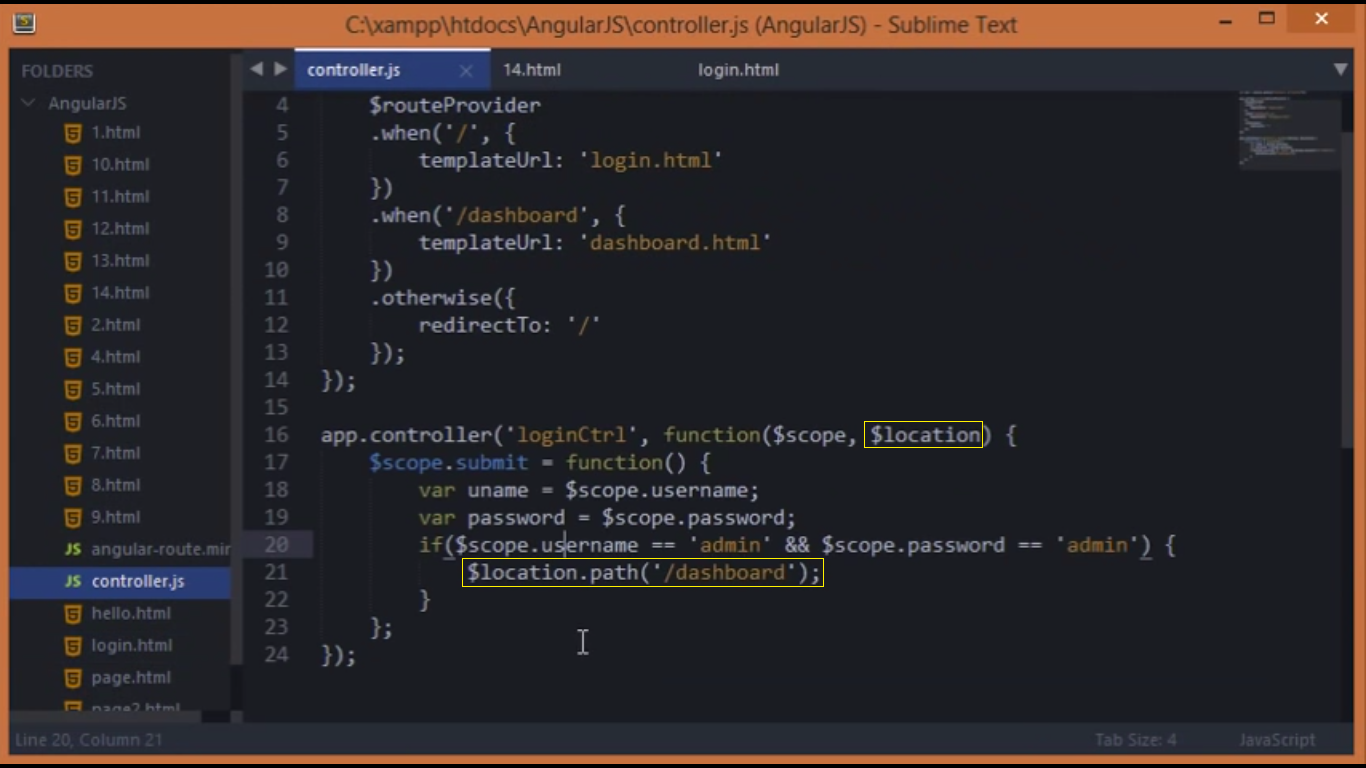 C:\xampp\htdocs\AngularJS\controller.js (AngularJS) - Sublime Text
FOLDERS
AngularJS
1.html
10.html
11.html
12.html
13.html
14.html
2.html
4.html
5.html
6.html
7.html
8.html
9.html
JS angular-route.mir
JS controller.js
hello.html
login.html
page.html
page2.html
controller.js × 14.html login.html
4 $routeProvider
5 .when('/', {
6 templateUrl: 'login.html'
7 })
8 .when('/dashboard', {
9 templateUrl: 'dashboard.html'
10 })
11 .otherwise({
12 redirectTo: '/'
13 });
14 });
15
16 app.controller('loginCtrl', function($scope, $location) {
17 $scope.submit = function() {
18 var uname = $scope.username;
19 var password = $scope.password;
20 if($scope.username == 'admin' && $scope.password == 'admin') {
21 $location.path('/dashboard');
22 }
23 };
24 });
Line 20, Column 21 Tab Size: 4 JavaScript